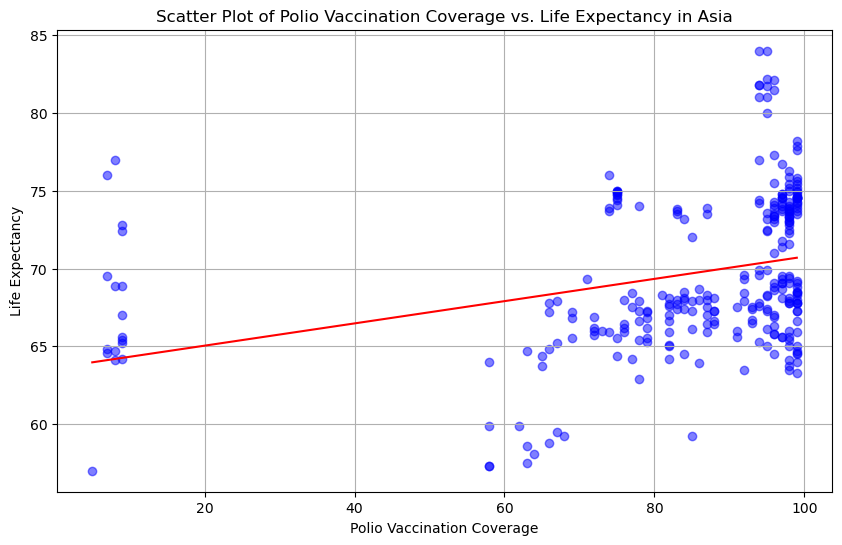 Scatter Plot of Polio Vaccination Coverage vs. Life Expectancy in Asia
85
80
75
70
65
60
Life Expectancy
20 40 60 80 100
Polio Vaccination Coverage